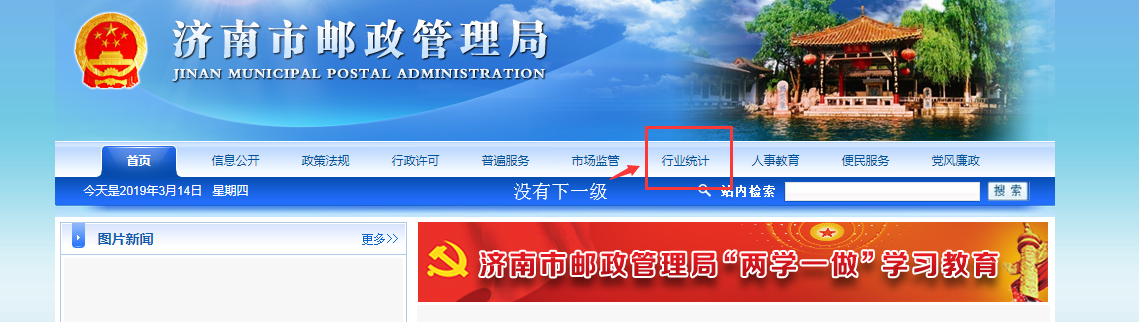 济南市邮政管理局
JINAN MUNICIPAL POSTAL ADMINISTRATION
首页 信息公开 政策法规 行政许可 普遍服务 市场监管 行业统计 人事教育 便民服务 党风廉政
今天是2019年3月14日 星期四 没有下一级 站内检索 搜索
图片新闻 更多>>
济南市邮政管理局“两学一做”学习教育